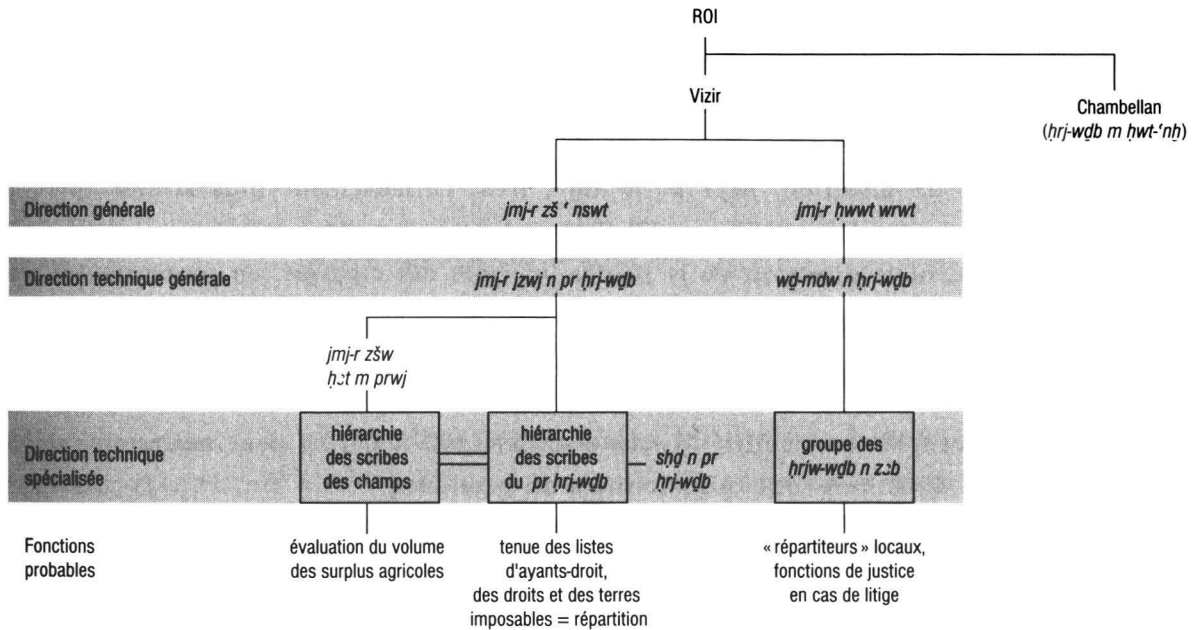 ROI
Vizir
Chambellan
(ḥrj-wḏb m ḥwt-ʿnḫ)
Direction générale
jmj-r zš ʿ nswt
jmj-r ḥwwt wrwt
Direction technique générale
jmj-r jzwj n pr ḥrj-wḏb
wḏ-mdw n ḥrj-wḏb
jmj-r zšw
ḥꜣt m prwj
Direction technique
spécialisée
hiérarchie
des scribes
des champs
hiérarchie
des scribes
du pr ḥrj-wḏb
sḥḏ n pr
ḥrj-wḏb
groupe des
ḥrjw-wḏb n zꜣb
Fonctions
probables
évaluation du volume
des surplus agricoles
tenue des listes
d'ayants-droit,
des droits et des terres
imposables = répartition
« répartiteurs » locaux,
fonctions de justice
en cas de litige